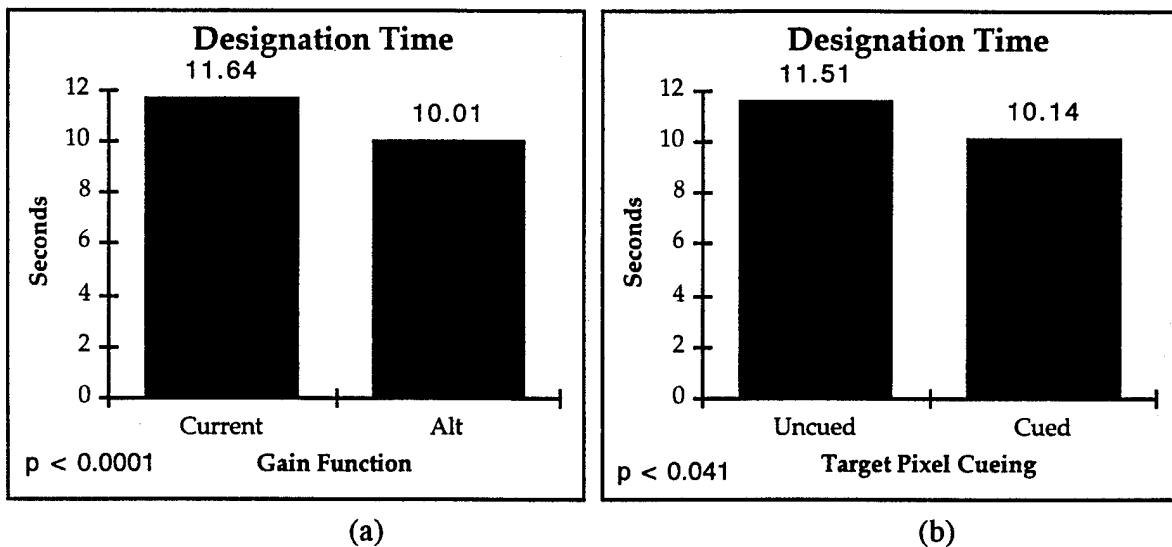 Designation Time
11.64
10.01
12
10
8
6
4
2
0
Seconds
Current
Alt
p < 0.0001
Gain Function
(a)
Designation Time
11.51
10.14
12
10
8
6
4
2
0
Seconds
Uncued
Cued
p < 0.041
Target Pixel Cueing
(b)